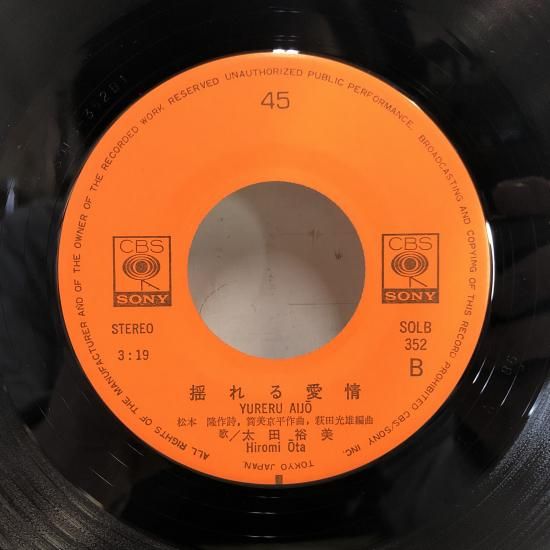 ALL RIGHTS OF THE MANUFACTURER AND OF THE OWNER OF THE RECORDED WORK RESERVED UNAUTHORIZED PUBLIC PERFORMANCE, BROADCASTING AND COPYING OF THIS RECORD PROHIBITED CBS/SONY INC.
TOKYO JAPAN.
45
CBS
SONY
CBS
SONY
STEREO
3:19
SOLB
352
B
揺れる愛情
YURERU AIJŌ
松本 隆作詩, 筒美京平作曲, 萩田光雄編曲
歌/太田裕美
Hiromi Ōta